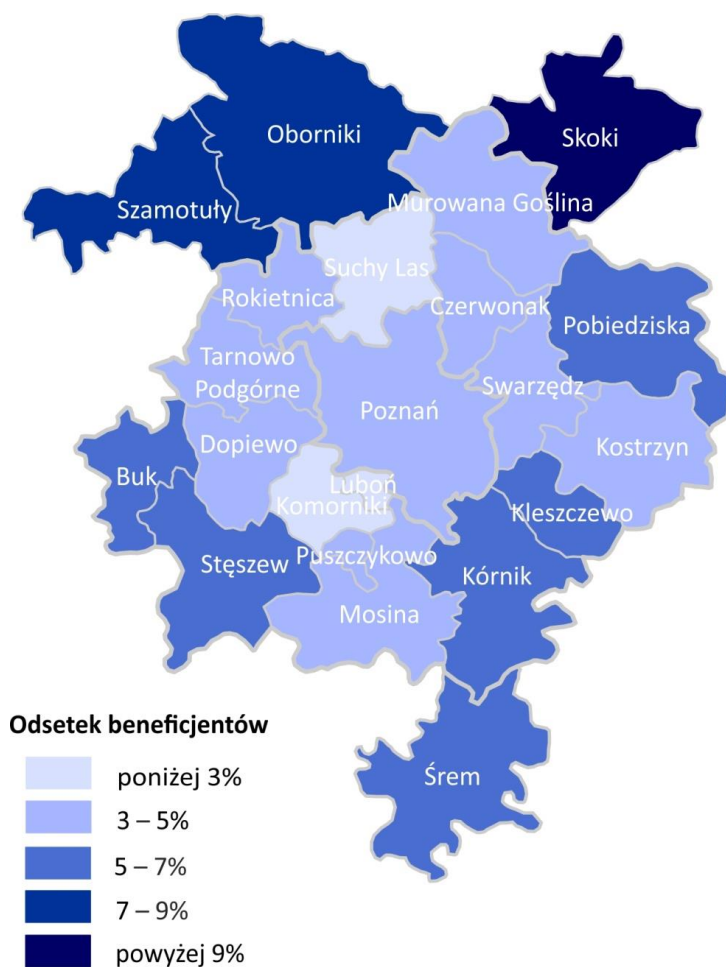 Oborniki
Skoki
Szamotuły
Murowana Goślina
Suchy Las
Rokietnica
Czerwonak
Pobiedziska
Tarnowo
Podgórne
Swarzędz
Poznań
Dopiewo
Kostrzyn
Buk
Luboń
Komorniki
Kleszczewo
Puszczykowo
Stęszew
Kórnik
Mosina
Śrem
Odsetek beneficjentów
poniżej 3%
3 – 5%
5 – 7%
7 – 9%
powyżej 9%